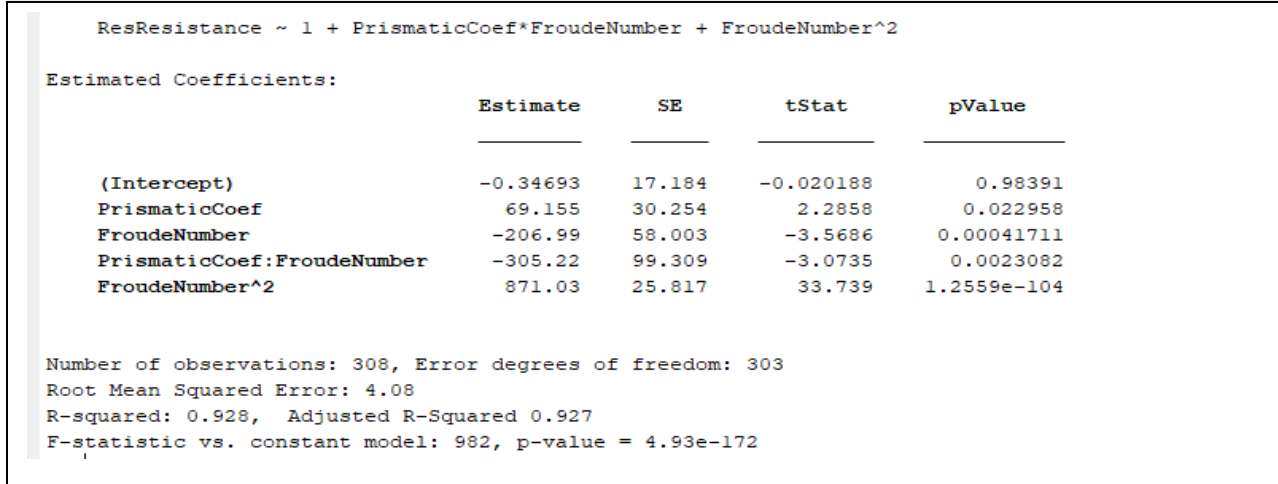 ResResistance ~ 1 + PrismaticCoef*FroudeNumber + FroudeNumber^2
Estimated Coefficients:
Estimate SE tStat pValue
(Intercept) -0.34693 17.184 -0.020188 0.98391
PrismaticCoef 69.155 30.254 2.2858 0.022958
FroudeNumber -206.99 58.003 -3.5686 0.00041711
PrismaticCoef:FroudeNumber -305.22 99.309 -3.0735 0.0023082
FroudeNumber^2 871.03 25.817 33.739 1.2559e-104
Number of observations: 308, Error degrees of freedom: 303
Root Mean Squared Error: 4.08
R-squared: 0.928, Adjusted R-Squared 0.927
F-statistic vs. constant model: 982, p-value = 4.93e-172